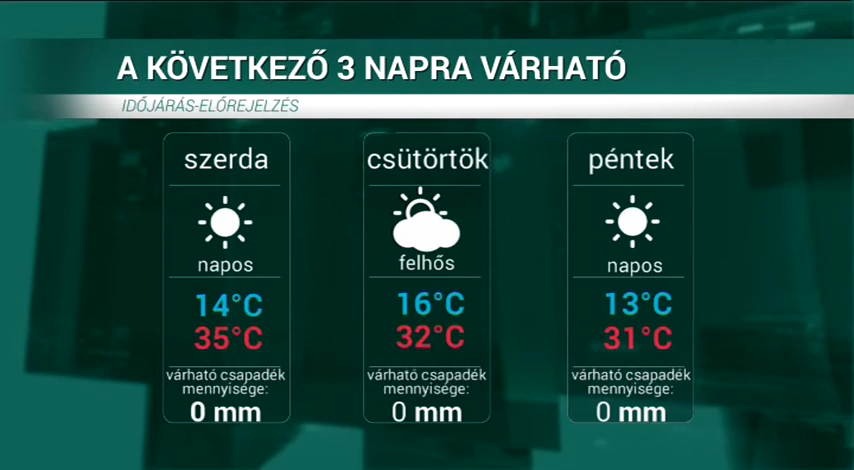 A KÖVETKEZŐ 3 NAPRA VÁRHATÓ
IDŐJÁRÁS-ELŐREJELZÉS
szerda
napos
14°C
35°C
várható csapadék
mennyisége:
0 mm
csütörtök
felhős
16°C
32°C
várható csapadék
mennyisége:
0 mm
péntek
napos
13°C
31°C
várható csapadék
mennyisége:
0 mm